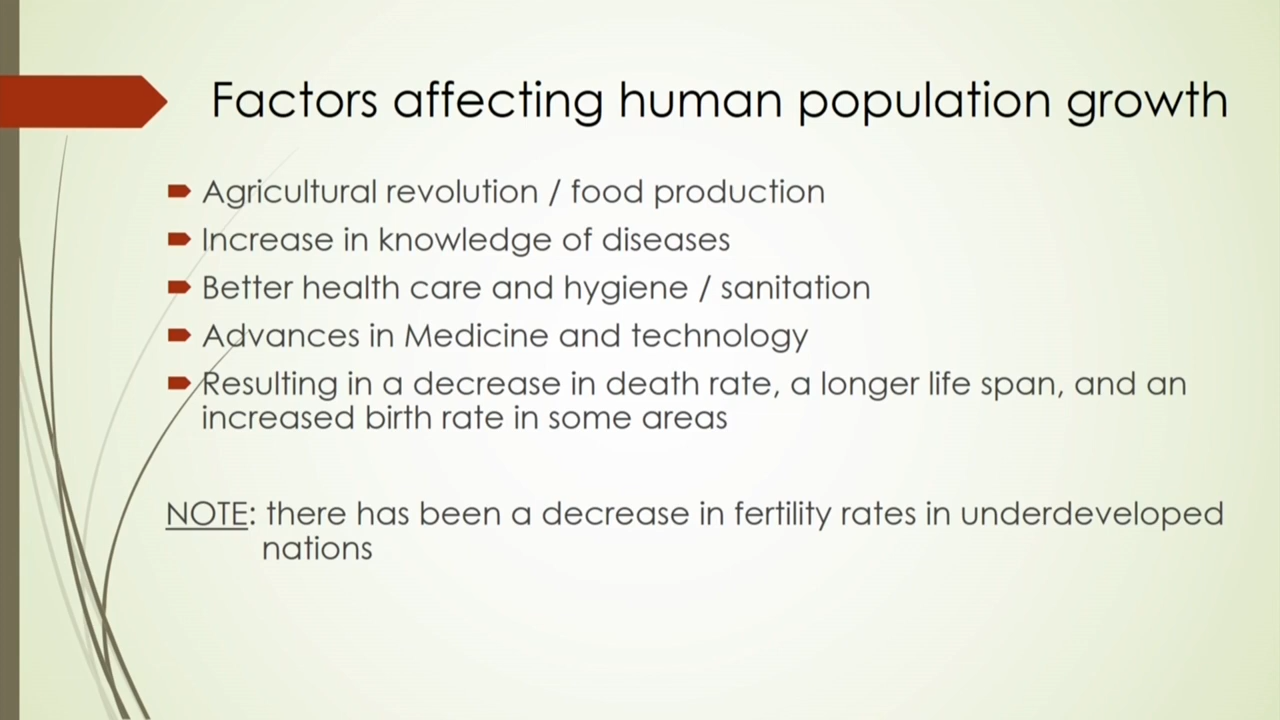 Factors affecting human population growth
Agricultural revolution / food production
Increase in knowledge of diseases
Better health care and hygiene / sanitation
Advances in Medicine and technology
Resulting in a decrease in death rate, a longer life span, and an
increased birth rate in some areas
NOTE: there has been a decrease in fertility rates in underdeveloped
nations